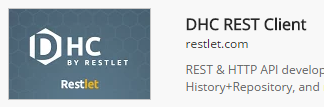 DHC
BY RESTLET
Restlet
DHC REST Client
restlet.com
REST & HTTP API develop
History+Repository, and